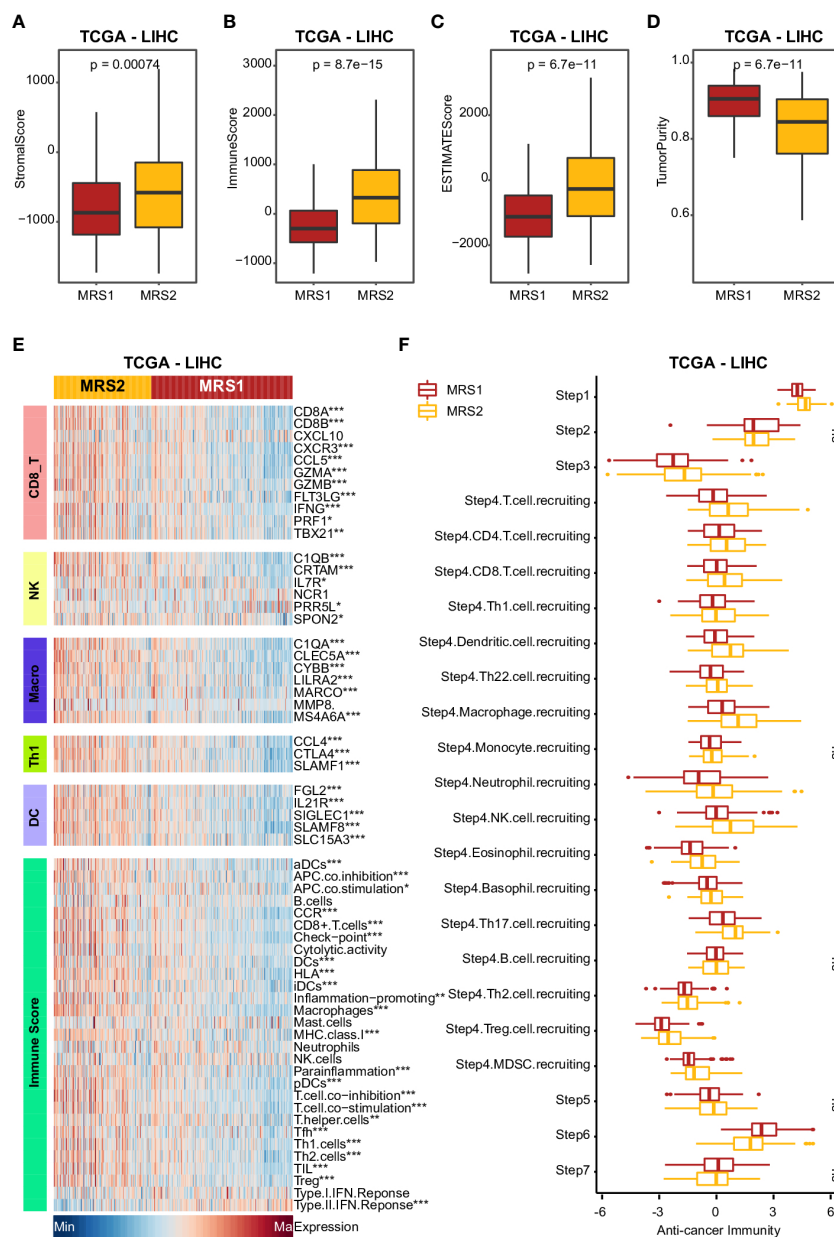 A
B
C
D
TCGA - LIHC
TCGA - LIHC
TCGA - LIHC
TCGA - LIHC
p = 0.00074
p = 8.7e-15
p = 6.7e-11
p = 6.7e-11
StromalScore
1000
0
−1000
ImmuneScore
3000
2000
1000
0
−1000
ESTIMATEScore
2000
0
−2000
TumorPurity
1.0
0.8
0.6
MRS1
MRS2
MRS1
MRS2
MRS1
MRS2
MRS1
MRS2
E
TCGA - LIHC
MRS2
MRS1
CD8_T
CD8A***
CD8B***
CXCL10
CXCR3***
CCL5***
GZMA***
GZMB***
FLT3LG***
IFNG***
PRF1*
TBX21**
NK
C1QB***
CRTAM***
IL7R*
NCR1
PRR5L*
SPON2*
Macro
C1QA***
CLEC5A***
CYBB***
LILRA2***
MARCO***
MMP8.
MS4A6A***
Th1
CCL4***
CTLA4***
SLAMF1***
DC
FGL2***
IL21R***
SIGLEC1***
SLAMF8***
SLC15A3***
Immune Score
aDCs***
APC.co.inhibition***
APC.co.stimulation*
B.cells
CCR***
CD8+.T.cells***
Check−point***
Cytolytic.activity
DCs***
HLA***
iDCs***
Inflammation−promoting**
Macrophages***
Mast.cells
MHC.class.I***
Neutrophils
NK.cells
Parainflammation***
pDCs***
T.cell.co−inhibition***
T.cell.co−stimulation***
T.helper.cells**
Tfh***
Th1.cells***
Th2.cells***
TIL***
Treg***
Type.I.IFN.Reponse
Type.II.IFN.Reponse***
Min
Ma
Expression
F
TCGA - LIHC
MRS1
MRS2
Step1
Step2
Step3
Step4.T.cell.recruiting
Step4.CD4.T.cell.recruiting
Step4.CD8.T.cell.recruiting
Step4.Th1.cell.recruiting
Step4.Dendritic.cell.recruiting
Step4.Th22.cell.recruiting
Step4.Macrophage.recruiting
Step4.Monocyte.recruiting
Step4.Neutrophil.recruiting
Step4.NK.cell.recruiting
Step4.Eosinophil.recruiting
Step4.Basophil.recruiting
Step4.Th17.cell.recruiting
Step4.B.cell.recruiting
Step4.Th2.cell.recruiting
Step4.Treg.cell.recruiting
Step4.MDSC.recruiting
Step5
Step6
Step7
-6
-3
0
3
6
Anti-cancer Immunity